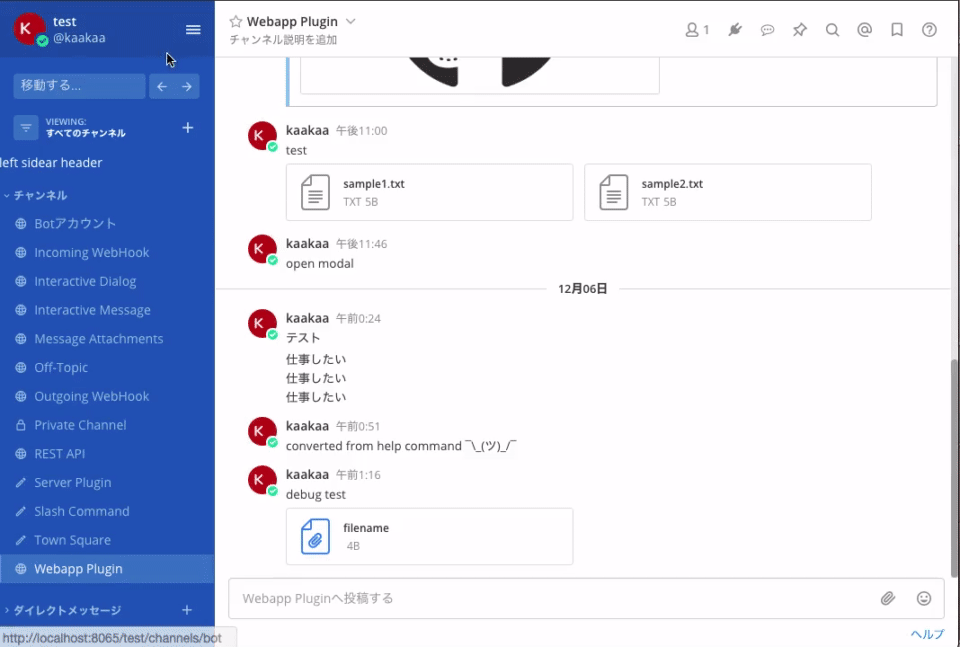 K
test
@kaakaa
移動する...
VIEWING:
すべてのチャンネル
left sidear header
チャンネル
Botアカウント
Incoming WebHook
Interactive Dialog
Interactive Message
Message Attachments
Off-Topic
Outgoing WebHook
Private Channel
REST API
Server Plugin
Slash Command
Town Square
Webapp Plugin
ダイレクトメッセージ
http://localhost:8065/test/channels/bot
Webapp Plugin
チャンネル説明を追加
1
K
kaakaa 午後11:00
test
sample1.txt
TXT 5B
sample2.txt
TXT 5B
K
kaakaa 午後11:46
open modal
12月06日
K
kaakaa 午前0:24
テスト
仕事したい
仕事したい
仕事したい
K
kaakaa 午前0:51
converted from help command ¯\_(ツ)_/¯
K
kaakaa 午前1:16
debug test
filename
4B
Webapp Pluginへ投稿する
ヘルプ